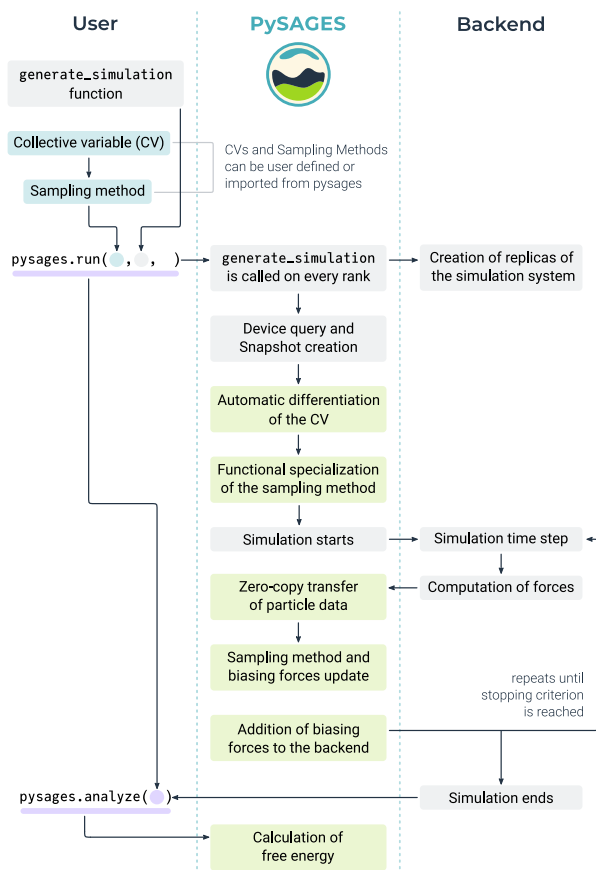 User
PySAGES
Backend
generate_simulation
function
Collective variable (CV)
Sampling method
CVs and Sampling Methods
can be user defined or
imported from pysages
pysages.run( , , )
generate_simulation
is called on every rank
Creation of replicas of
the simulation system
Device query and
Snapshot creation
Automatic differentiation
of the CV
Functional specialization
of the sampling method
Simulation starts
Simulation time step
Computation of forces
Zero-copy transfer
of particle data
Sampling method and
biasing forces update
repeats until
stopping criterion
is reached
Addition of biasing
forces to the backend
pysages.analyze( )
Simulation ends
Calculation of
free energy